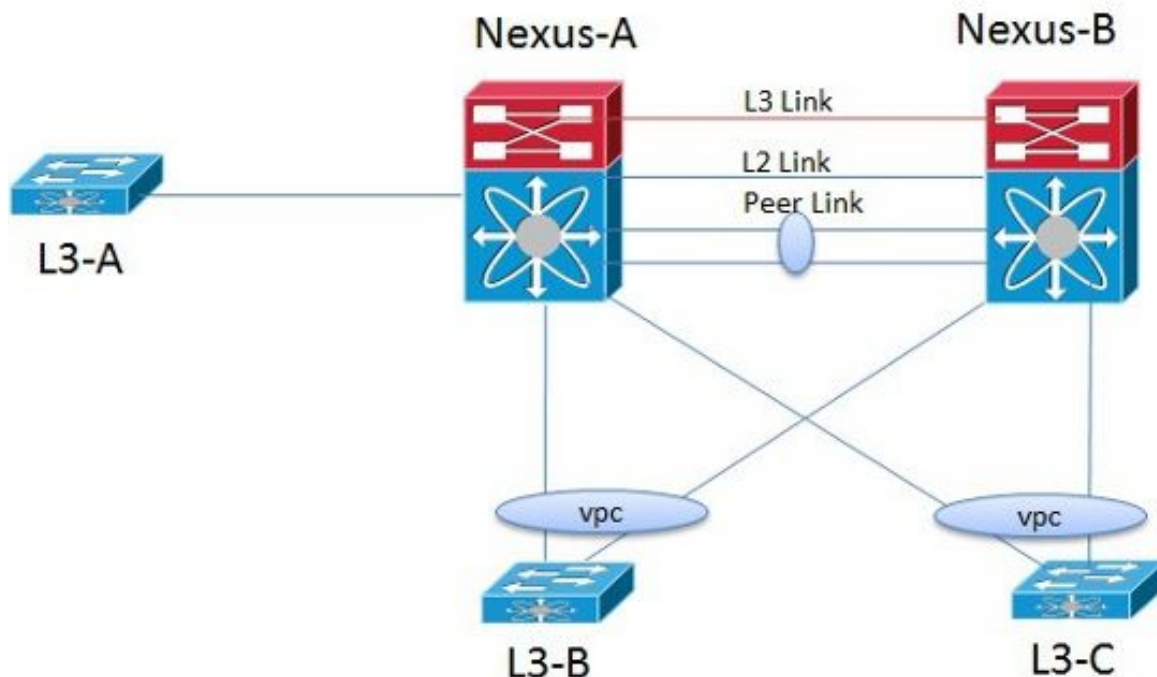 Nexus-A
Nexus-B
L3 Link
L2 Link
Peer Link
L3-A
vpc
vpc
L3-B
L3-C